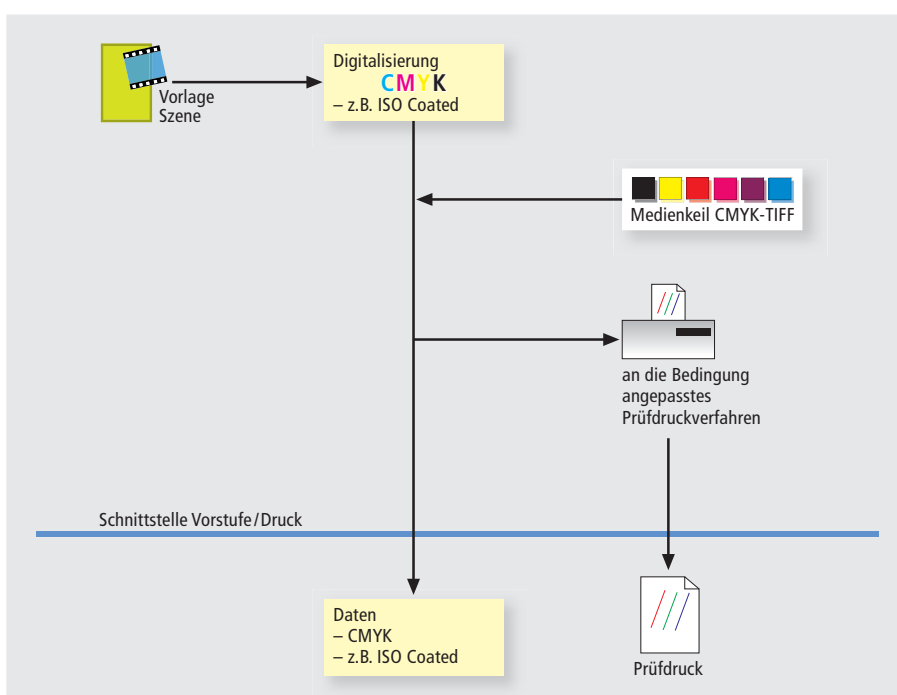 Vorlage
Szene
Digitalisierung
CMYK
– z.B. ISO Coated
Medienkeil CMYK-TIFF
an die Bedingung
angepasstes
Prüfdruckverfahren
Schnittstelle Vorstufe/Druck
Daten
– CMYK
– z.B. ISO Coated
Prüfdruck